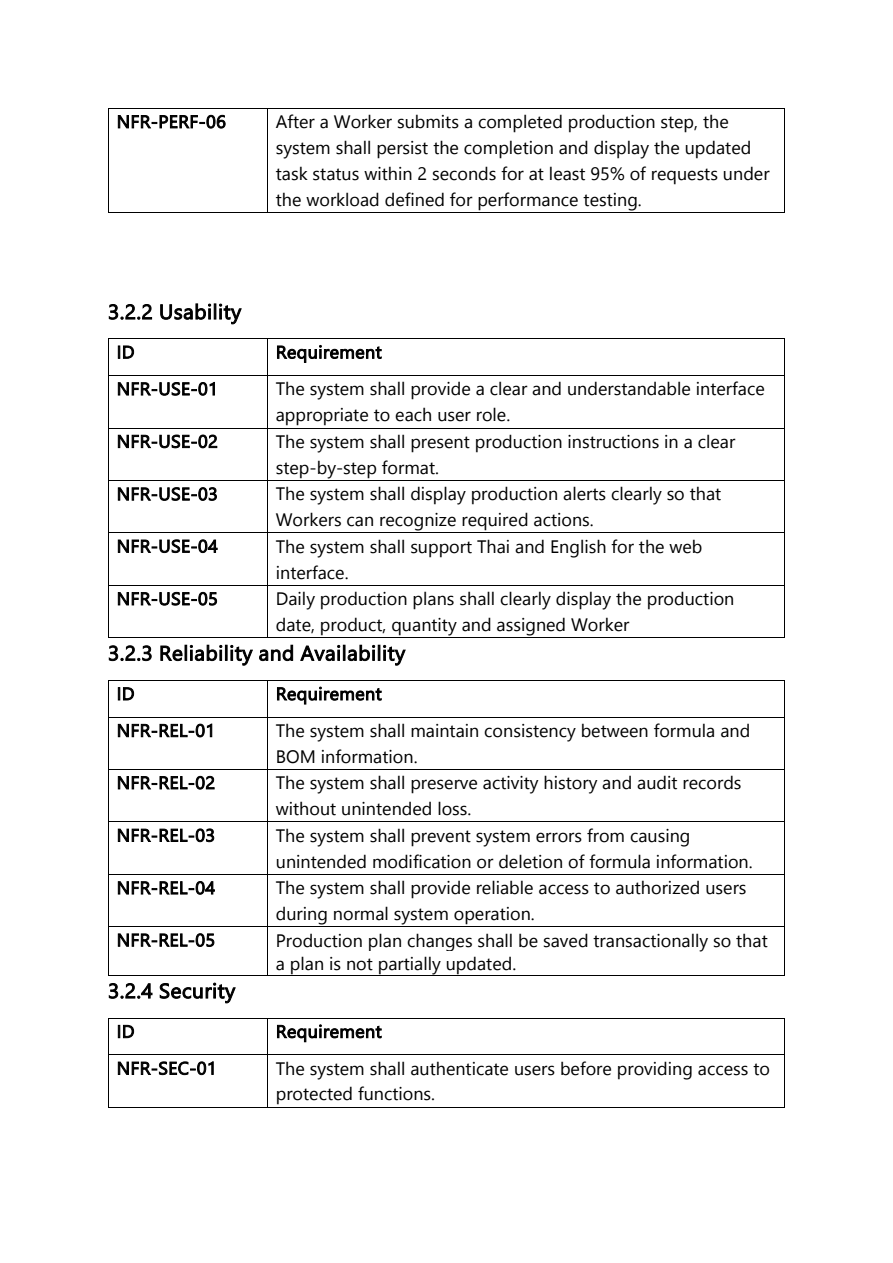 NFR-PERF-06
After a Worker submits a completed production step, the
system shall persist the completion and display the updated
task status within 2 seconds for at least 95% of requests under
the workload defined for performance testing.
3.2.2 Usability
ID
Requirement
NFR-USE-01
The system shall provide a clear and understandable interface
appropriate to each user role.
NFR-USE-02
The system shall present production instructions in a clear
step-by-step format.
NFR-USE-03
The system shall display production alerts clearly so that
Workers can recognize required actions.
NFR-USE-04
The system shall support Thai and English for the web
interface.
NFR-USE-05
Daily production plans shall clearly display the production
date, product, quantity and assigned Worker
3.2.3 Reliability and Availability
ID
Requirement
NFR-REL-01
The system shall maintain consistency between formula and
BOM information.
NFR-REL-02
The system shall preserve activity history and audit records
without unintended loss.
NFR-REL-03
The system shall prevent system errors from causing
unintended modification or deletion of formula information.
NFR-REL-04
The system shall provide reliable access to authorized users
during normal system operation.
NFR-REL-05
Production plan changes shall be saved transactionally so that
a plan is not partially updated.
3.2.4 Security
ID
Requirement
NFR-SEC-01
The system shall authenticate users before providing access to
protected functions.